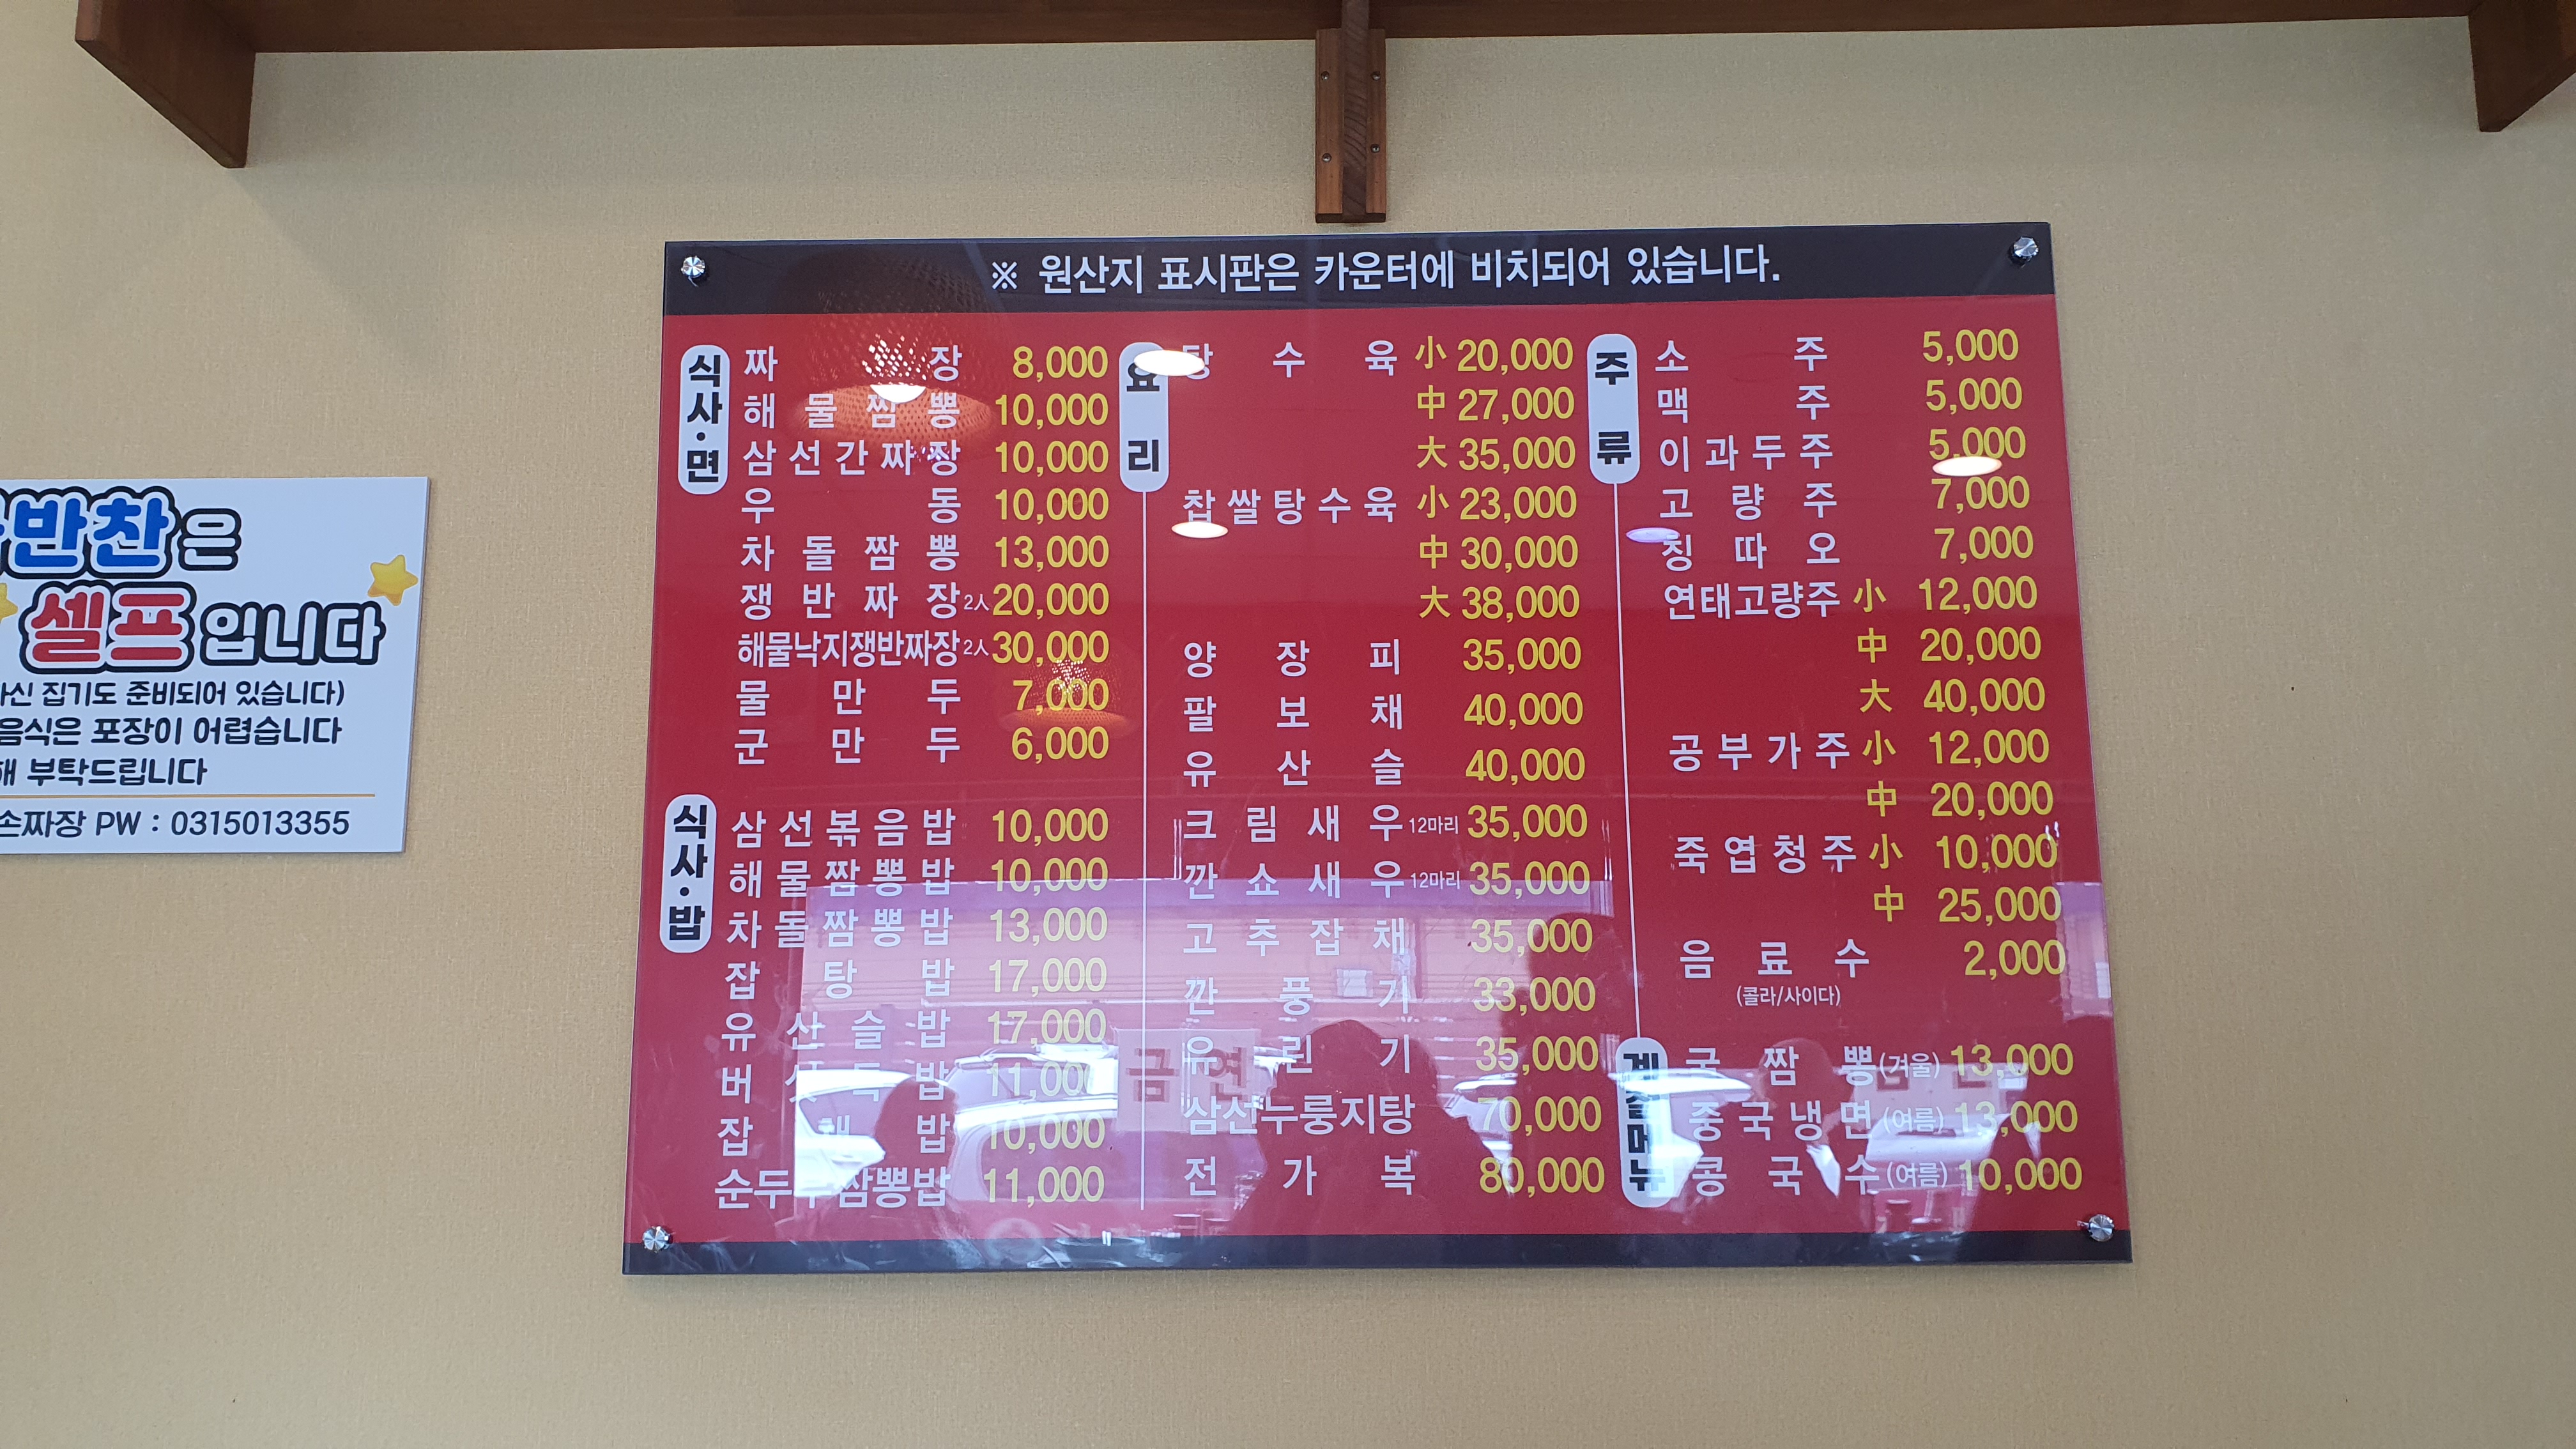 반찬은
셀프입니다
집기도 준비되어 있습니다)
음식은 포장이 어렵습니다
부탁드립니다
손짜장 PW : 0315013355
※ 원산지 표시판은 카운터에 비치되어 있습니다.
식사·면
짜장 8,000
해물짬뽕 10,000
삼선간짜장 10,000
우동 10,000
차돌짬뽕 13,000
쟁반짜장 2人 20,000
해물낙지쟁반짜장 2人 30,000
물만두 7,000
군만두 6,000
식사·밥
삼선볶음밥 10,000
해물짬뽕밥 10,000
차돌짬뽕밥 13,000
잡탕밥 17,000
유산슬밥 17,000
11,000
잡채밥 10,000
순두부짬뽕밥 11,000
요리
탕수육 小 20,000
中 27,000
大 35,000
찹쌀탕수육 小 23,000
中 30,000
大 38,000
양장피 35,000
팔보채 40,000
유산슬 40,000
크림새우 12마리 35,000
깐쇼새우 12마리 35,000
고추잡채 35,000
깐풍기 33,000
유린기 35,000
삼선누룽지탕 70,000
전가복 80,000
주류
소주 5,000
맥주 5,000
이과두주 5,000
고량주 7,000
칭따오 7,000
연태고량주 小 12,000
中 20,000
大 40,000
공부가주 小 12,000
中 20,000
죽엽청주 小 10,000
中 25,000
음료수 2,000
(콜라/사이다)
계절메뉴
굴짬뽕(겨울) 13,000
중국냉면(여름) 13,000
콩국수(여름) 10,000
금연